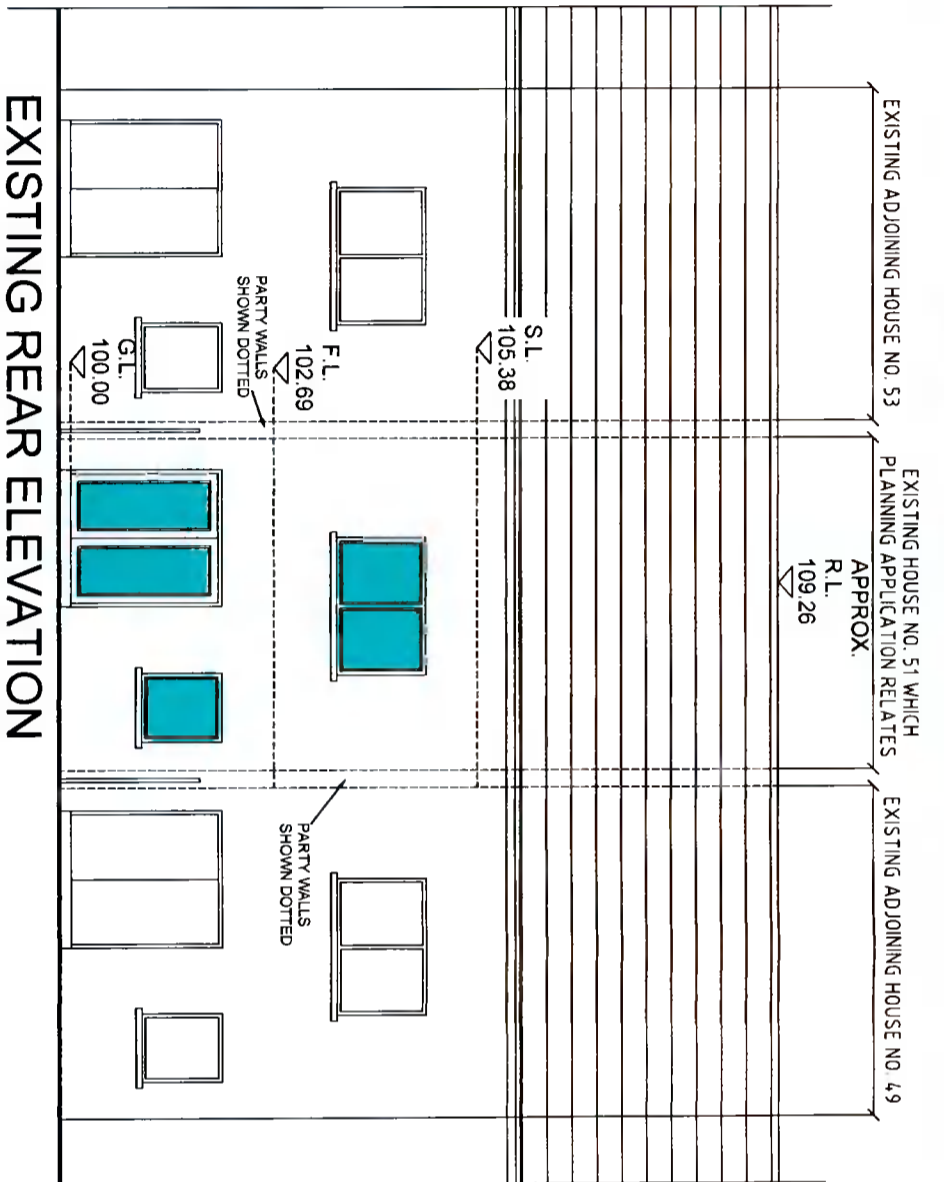 EXISTING ADJOINING HOUSE NO. 53
EXISTING HOUSE NO. 51 WHICH
PLANNING APPLICATION RELATES
EXISTING ADJOINING HOUSE NO. 49
APPROX.
R.L.
109.26
S.L.
105.38
F.L.
102.69
PARTY WALLS
SHOWN DOTTED
PARTY WALLS
SHOWN DOTTED
G.L.
100.00
EXISTING REAR ELEVATION